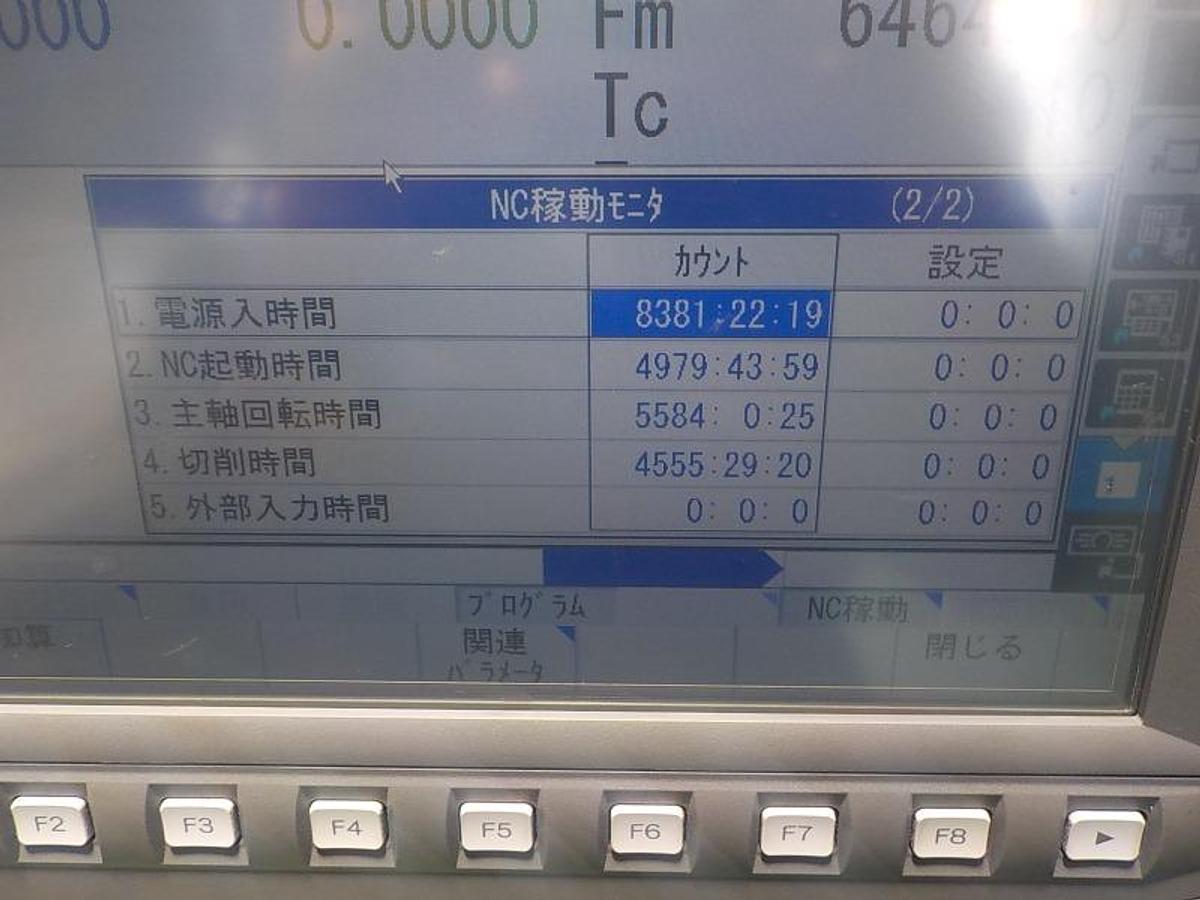 000 0.0000 Fm 646
Tc
NC稼動ﾓﾆﾀ (2/2)
ｶｳﾝﾄ 設定
1. 電源入時間 8381:22:19 0: 0: 0
2. NC起動時間 4979:43:59 0: 0: 0
3. 主軸回転時間 5584: 0:25 0: 0: 0
4. 切削時間 4555:29:20 0: 0: 0
5. 外部入力時間 0: 0: 0 0: 0: 0
ﾌﾟﾛｸﾞﾗﾑ NC稼動
関連 閉じる
ﾊﾟﾗﾒｰﾀ
F2 F3 F4 F5 F6 F7 F8